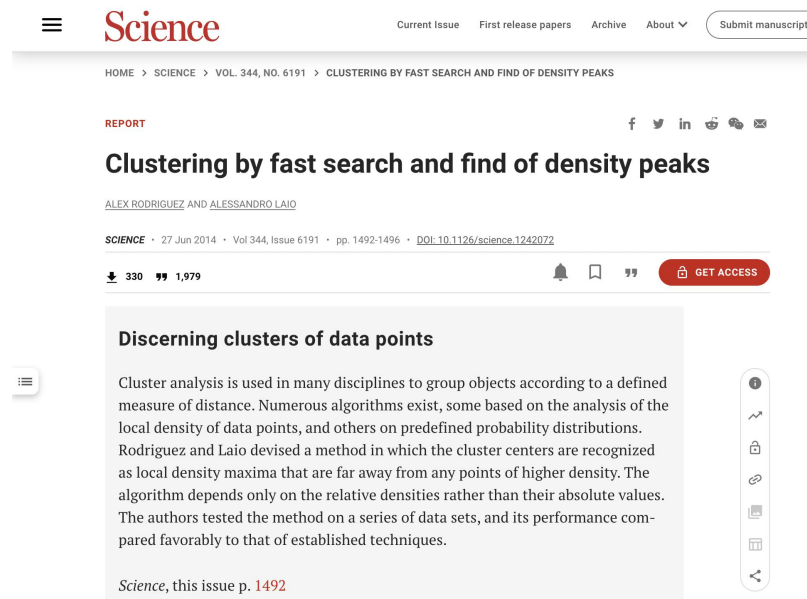 Science
Current Issue First release papers Archive About Submit manuscript
HOME > SCIENCE > VOL. 344, NO. 6191 > CLUSTERING BY FAST SEARCH AND FIND OF DENSITY PEAKS
REPORT
Clustering by fast search and find of density peaks
ALEX RODRIGUEZ AND ALESSANDRO LAIO
SCIENCE • 27 Jun 2014 • Vol 344, Issue 6191 • pp. 1492-1496 • DOI: 10.1126/science.1242072
330 1,979 GET ACCESS
Discerning clusters of data points
Cluster analysis is used in many disciplines to group objects according to a defined
measure of distance. Numerous algorithms exist, some based on the analysis of the
local density of data points, and others on predefined probability distributions.
Rodriguez and Laio devised a method in which the cluster centers are recognized
as local density maxima that are far away from any points of higher density. The
algorithm depends only on the relative densities rather than their absolute values.
The authors tested the method on a series of data sets, and its performance com-
pared favorably to that of established techniques.
Science, this issue p. 1492